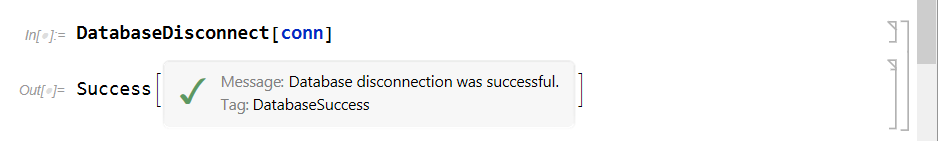 In[●]:= DatabaseDisconnect[conn]
Out[●]= Success[
Message: Database disconnection was successful.
Tag: DatabaseSuccess
]